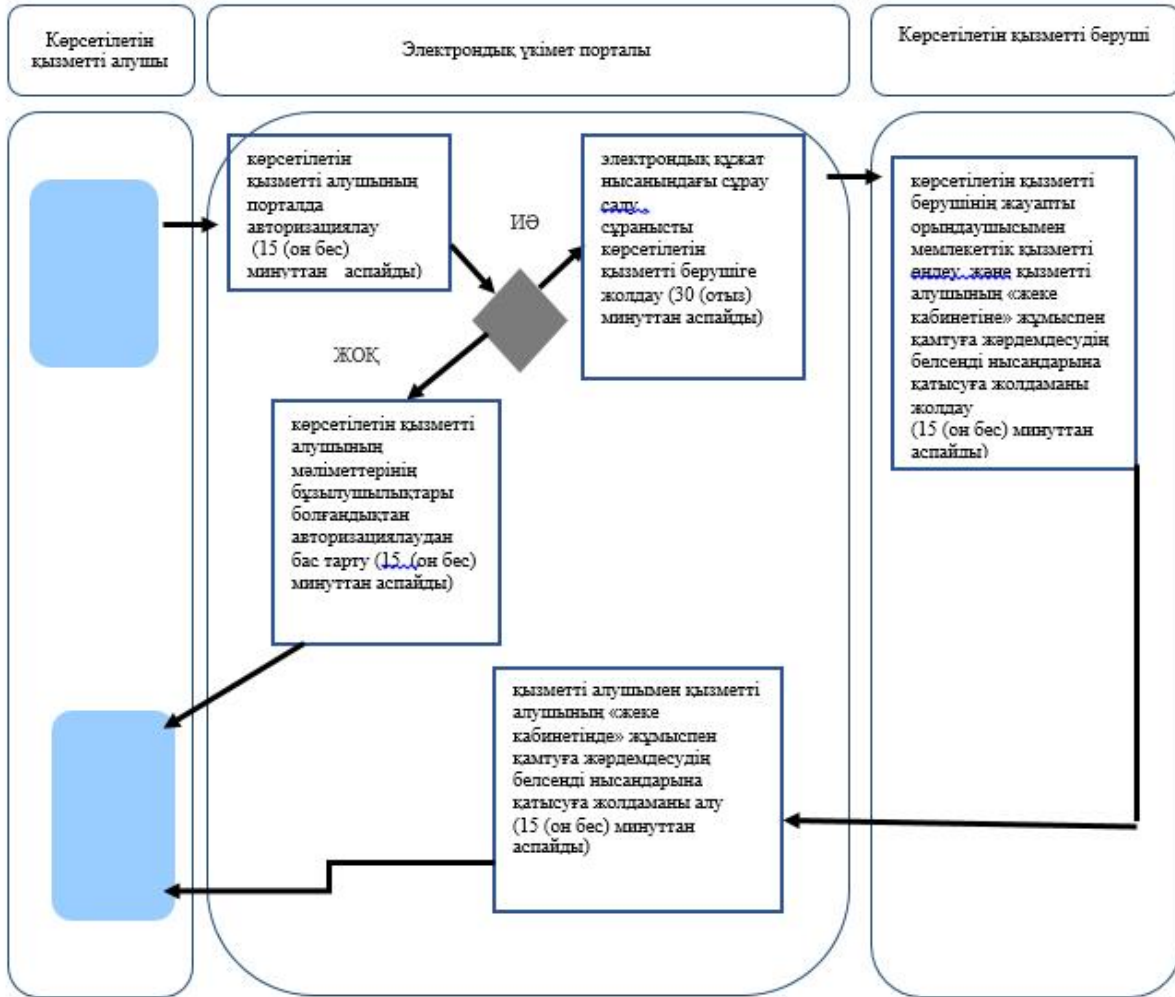 Көрсетілетін
қызметті алушы
Электрондық үкімет порталы
Көрсетілетін қызметті беруші
көрсетілетін
қызметті алушының
порталда
авторизациялау
(15 (он бес)
минуттан аспайды)
ИӘ
электрондық құжат
нысанындағы сұрау
салу,
сұранысты
көрсетілетін
қызметті берушіге
жолдау (30 (отыз)
минуттан аспайды)
көрсетілетін қызметті
берушінің жауапты
орындаушысымен
мемлекеттік қызметті
өңдеу және қызметті
алушының «жеке
кабинетіне» жұмыспен
қамтуға жәрдемдесудің
белсенді нысандарына
қатысуға жолдаманы
жолдау
(15 (он бес) минуттан
аспайды)
ЖОҚ
көрсетілетін қызметті
алушының
мәліметтерінің
бұзылушылықтары
болғандықтан
авторизациялаудан
бас тарту (15 (он бес)
минуттан аспайды)
қызметті алушымен қызметті
алушының «жеке
кабинетінде» жұмыспен
қамтуға жәрдемдесудің
белсенді нысандарына
қатысуға жолдаманы алу
(15 (он бес) минуттан
аспайды)